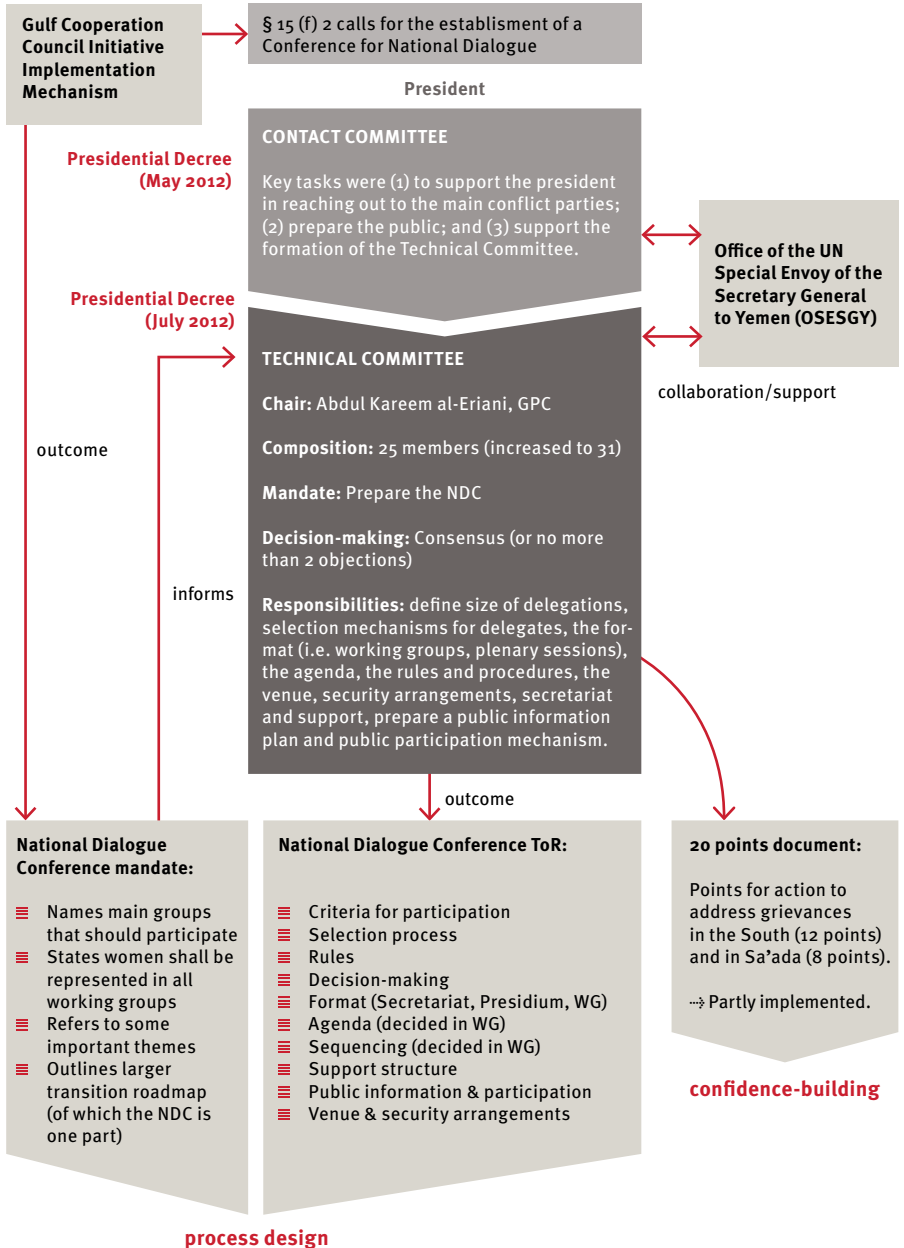 Gulf Cooperation
Council Initiative
Implementation
Mechanism
§ 15 (f) 2 calls for the establisment of a
Conference for National Dialogue
President
Presidential Decree
(May 2012)
CONTACT COMMITTEE
Key tasks were (1) to support the president
in reaching out to the main conflict parties;
(2) prepare the public; and (3) support the
formation of the Technical Committee.
Office of the UN
Special Envoy of the
Secretary General
to Yemen (OSESGY)
collaboration/support
Presidential Decree
(July 2012)
TECHNICAL COMMITTEE
Chair: Abdul Kareem al-Eriani, GPC
Composition: 25 members (increased to 31)
Mandate: Prepare the NDC
Decision-making: Consensus (or no more
than 2 objections)
Responsibilities: define size of delegations,
selection mechanisms for delegates, the for-
mat (i.e. working groups, plenary sessions),
the agenda, the rules and procedures, the
venue, security arrangements, secretariat
and support, prepare a public information
plan and public participation mechanism.
outcome
informs
outcome
National Dialogue
Conference mandate:
Names main groups
that should participate
States women shall be
represented in all
working groups
Refers to some
important themes
Outlines larger
transition roadmap
(of which the NDC is
one part)
National Dialogue Conference ToR:
Criteria for participation
Selection process
Rules
Decision-making
Format (Secretariat, Presidium, WG)
Agenda (decided in WG)
Sequencing (decided in WG)
Support structure
Public information & participation
Venue & security arrangements
20 points document:
Points for action to
address grievances
in the South (12 points)
and in Sa’ada (8 points).
⇢ Partly implemented.
confidence-building
process design